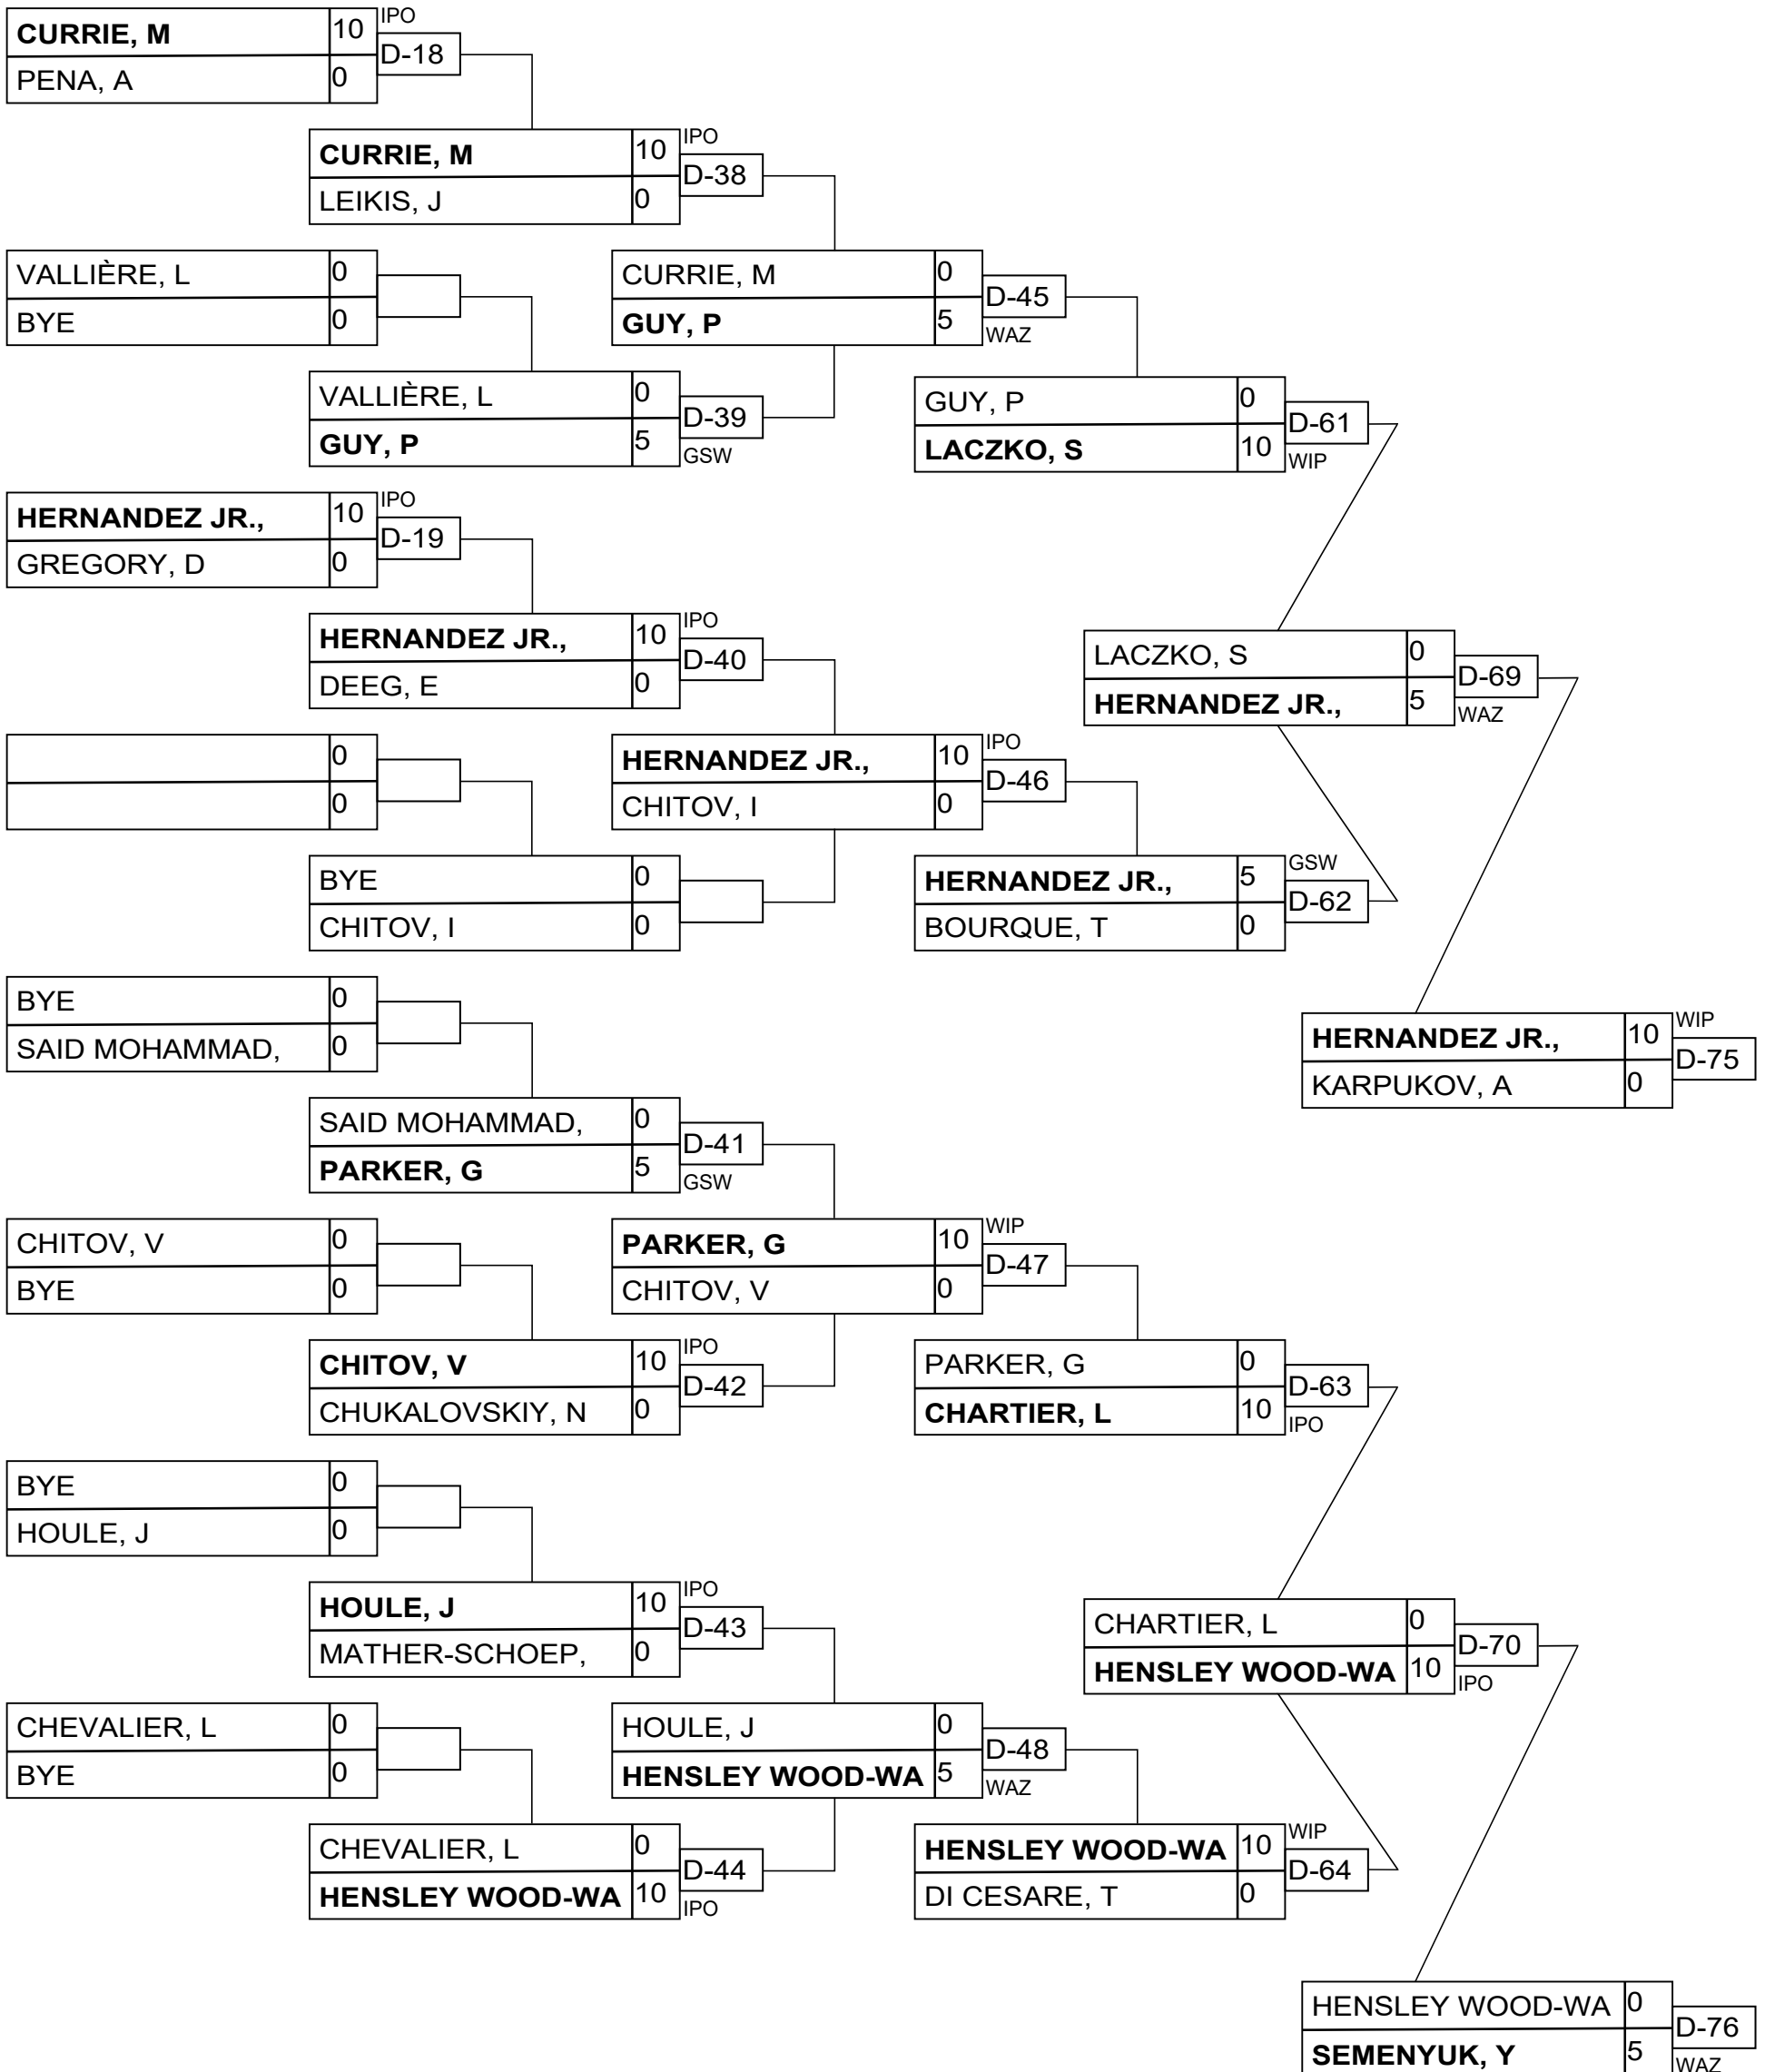 CURRIE, M 10 IPO
D-18
PENA, A 0
CURRIE, M 10 IPO
D-38
LEIKIS, J 0
VALLIÈRE, L 0
BYE 0
CURRIE, M 0
D-45
GUY, P 5 WAZ
VALLIÈRE, L 0
D-39
GUY, P 5 GSW
GUY, P 0
D-61
LACZKO, S 10 WIP
HERNANDEZ JR., 10 IPO
D-19
GREGORY, D 0
HERNANDEZ JR., 10 IPO
D-40
DEEG, E 0
LACZKO, S 0
D-69
HERNANDEZ JR., 5 WAZ
0
0
HERNANDEZ JR., 10 IPO
D-46
CHITOV, I 0
BYE 0
CHITOV, I 0
HERNANDEZ JR., 5 GSW
D-62
BOURQUE, T 0
BYE 0
SAID MOHAMMAD, 0
HERNANDEZ JR., 10 WIP
D-75
KARPUKOV, A 0
SAID MOHAMMAD, 0
D-41
PARKER, G 5 GSW
CHITOV, V 0
BYE 0
PARKER, G 10 WIP
D-47
CHITOV, V 0
CHITOV, V 10 IPO
D-42
CHUKALOVSKIY, N 0
PARKER, G 0
D-63
CHARTIER, L 10 IPO
BYE 0
HOULE, J 0
HOULE, J 10 IPO
D-43
MATHER-SCHOEP, 0
CHARTIER, L 0
D-70
HENSLEY WOOD-WA 10 IPO
CHEVALIER, L 0
BYE 0
HOULE, J 0
D-48
HENSLEY WOOD-WA 5 WAZ
CHEVALIER, L 0
D-44
HENSLEY WOOD-WA 10 IPO
HENSLEY WOOD-WA 10 WIP
D-64
DI CESARE, T 0
HENSLEY WOOD-WA 0
D-76
SEMENYUK, Y 5 WAZ